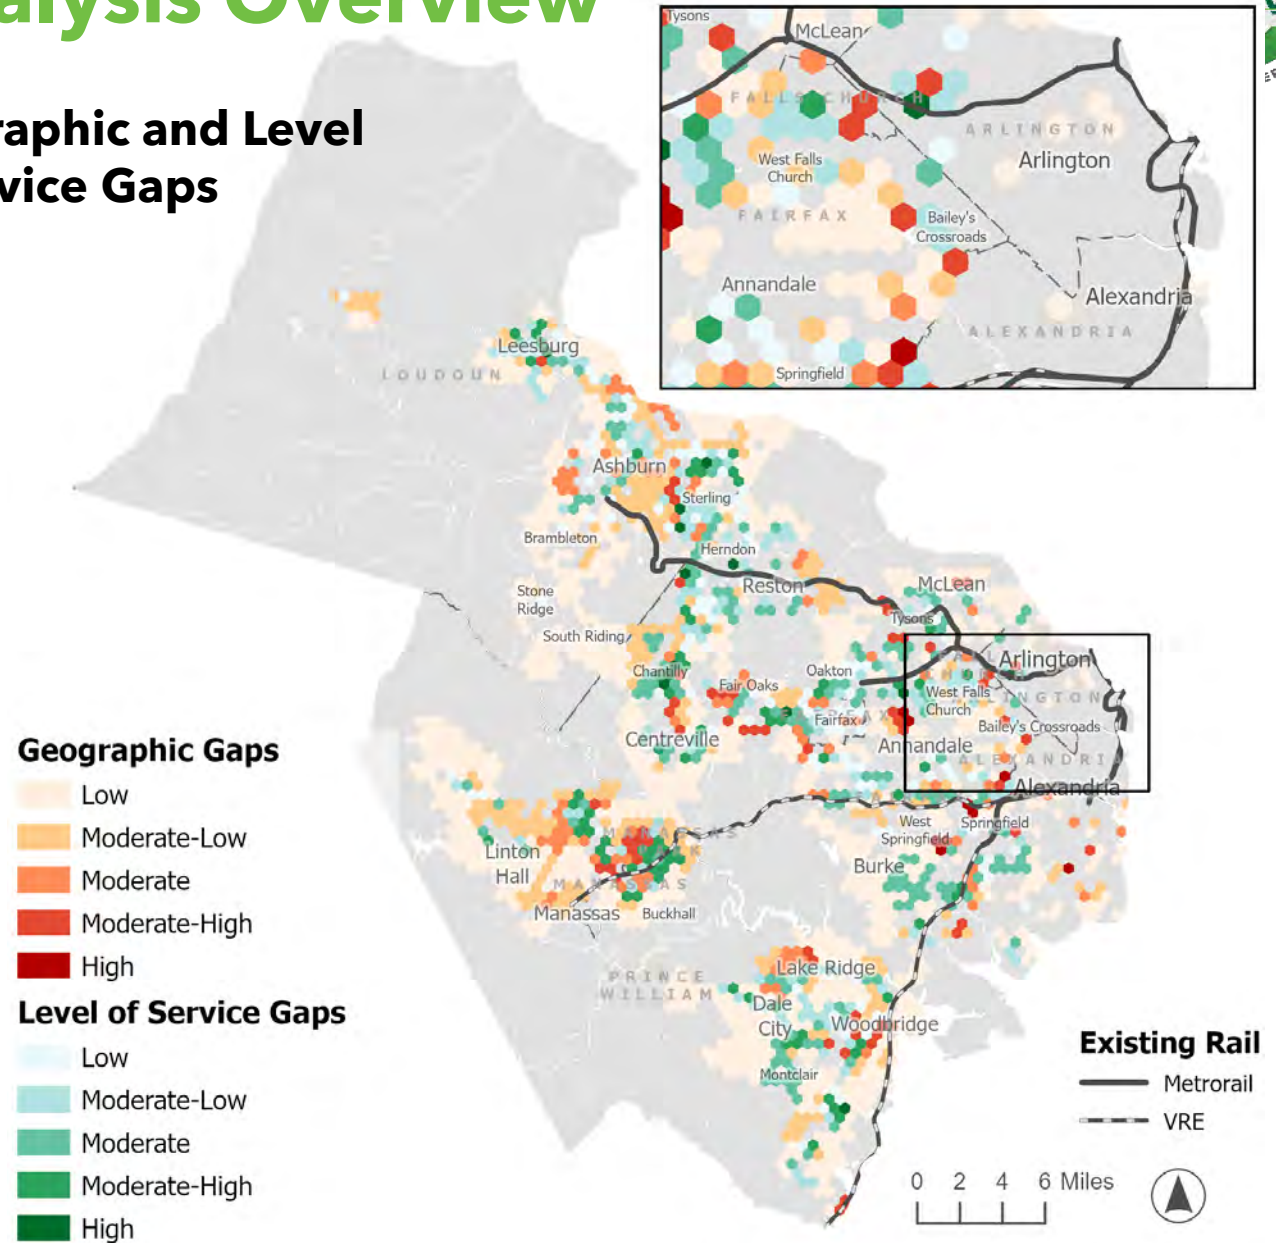 alysis Overview
raphic and Level
vice Gaps
Tysons
McLean
FALLS CHURCH
ARLINGTON
Arlington
West Falls
Church
FAIRFAX
Bailey's
Crossroads
Annandale
Alexandria
ALEXANDRIA
Springfield
Leesburg
LOUDOUN
Ashburn
Sterling
Brambleton
Herndon
Reston
McLean
Stone
Ridge
Tysons
South Riding
Arlington
Chantilly
Oakton
Fair Oaks
West Falls
Church
Fairfax
Bailey's Crossroads
Centreville
Annandale
ALEXANDRIA
Alexandria
West
Springfield
Springfield
MANASSAS
PARK
Linton
Hall
Burke
MANASSAS
Manassas
Buckhall
PRINCE
WILLIAM
Lake Ridge
Dale
City
Woodbridge
Montclair
Geographic Gaps
Low
Moderate-Low
Moderate
Moderate-High
High
Level of Service Gaps
Low
Moderate-Low
Moderate
Moderate-High
High
Existing Rail
Metrorail
VRE
0 2 4 6 Miles